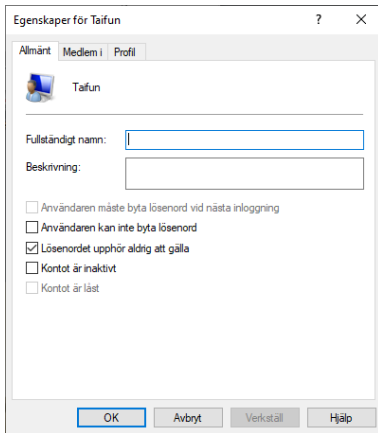 Egenskaper för Taifun
Allmänt Medlem i Profil
Taifun
Fullständigt namn:
Beskrivning:
Användaren måste byta lösenord vid nästa inloggning
Användaren kan inte byta lösenord
Lösenordet upphör aldrig att gälla
Kontot är inaktivt
Kontot är låst
OK Avbryt Verkställ Hjälp